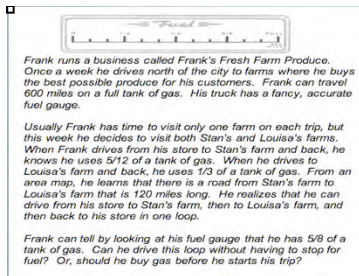 Fuel
Frank runs a business called Frank's Fresh Farm Produce.
Once a week he drives north of the city to farms where he buys
the best possible produce for his customers. Frank can travel
600 miles on a full tank of gas. His truck has a fancy, accurate
fuel gauge.
Usually Frank has time to visit only one farm on each trip, but
this week he decides to visit both Stan's and Louisa's farms.
When Frank drives from his store to Stan's farm and back, he
knows he uses 5/12 of a tank of gas. When he drives to
Louisa's farm and back, he uses 1/3 of a tank of gas. From an
area map, he learns that there is a road from Stan's farm to
Louisa's farm that is 120 miles long. He realizes that he can
drive from his store to Stan's farm, then to Louisa's farm, and
then back to his store in one loop.
Frank can tell by looking at his fuel gauge that he has 5/8 of a
tank of gas. Can he drive this loop without having to stop for
fuel? Or, should he buy gas before he starts his trip?